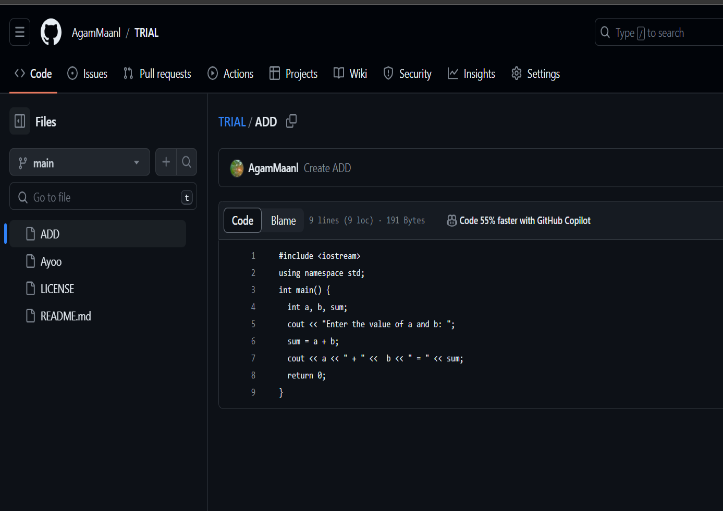 AgamMaanl / TRIAL
Type / to search
<> Code Issues Pull requests Actions Projects Wiki Security Insights Settings
Files
main
Go to file t
ADD
Ayoo
LICENSE
README.md
TRIAL / ADD
AgamMaanl Create ADD
Code Blame 9 lines (9 loc) · 191 Bytes Code 55% faster with GitHub Copilot
1 #include <iostream>
2 using namespace std;
3 int main() {
4 int a, b, sum;
5 cout << "Enter the value of a and b: ";
6 sum = a + b;
7 cout << a << " + " << b << " = " << sum;
8 return 0;
9 }